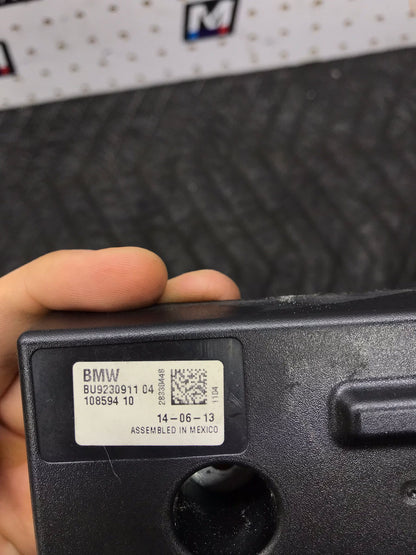 M
BMW
BU9230911 04
108594 10
28330448
1104
14-06-13
ASSEMBLED IN MEXICO